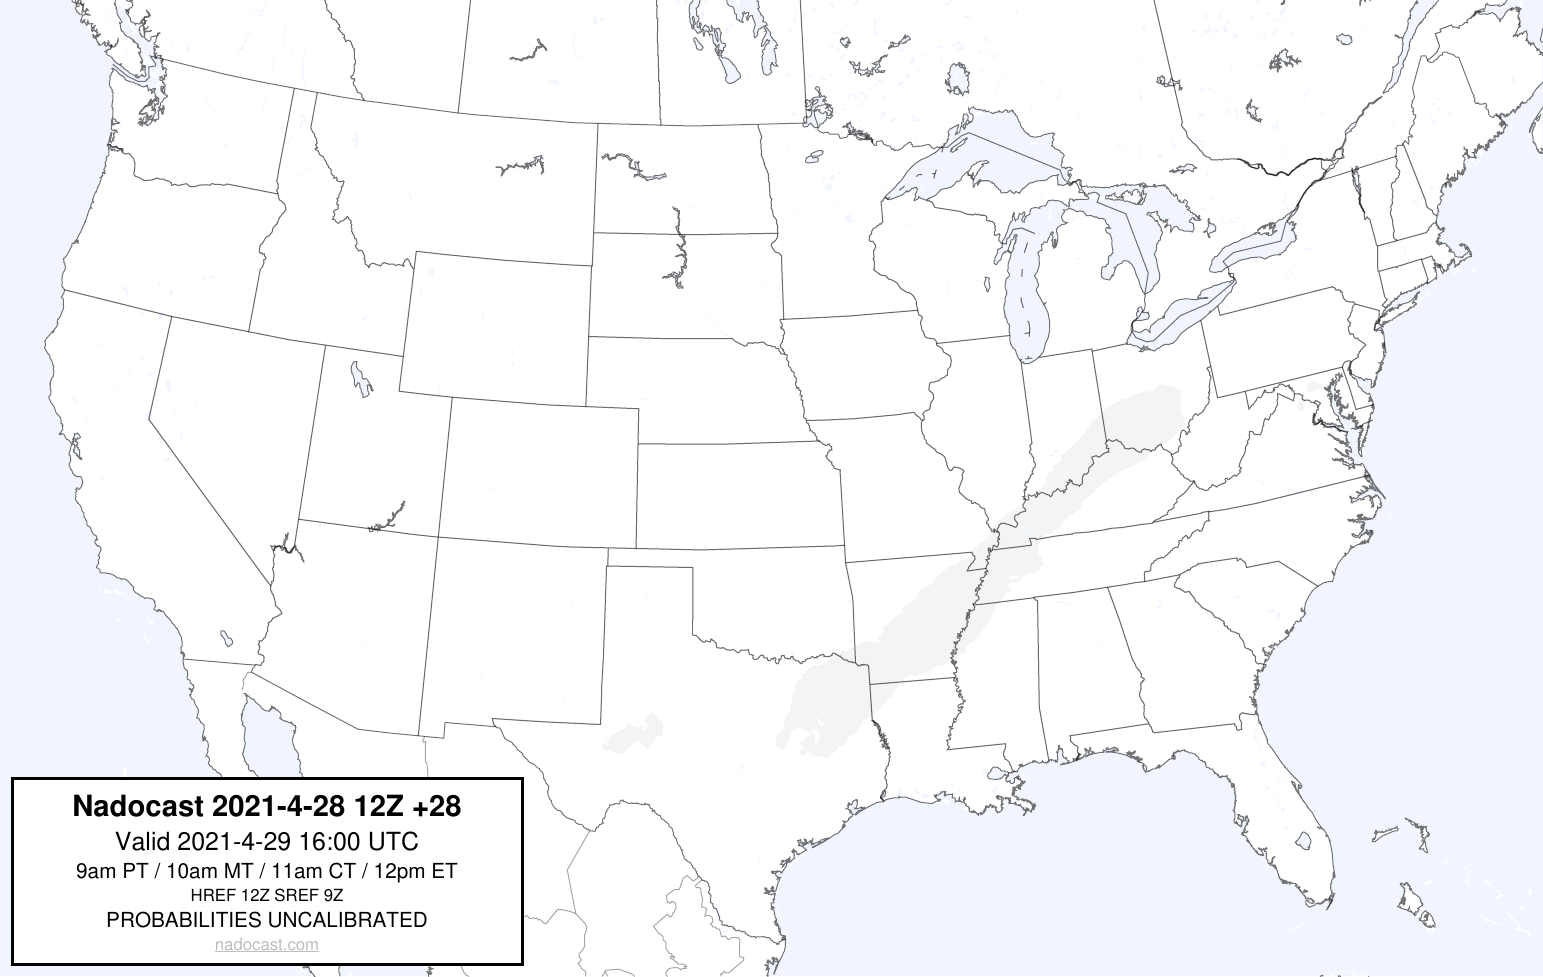 Nadocast 2021-4-28 12Z +28
Valid 2021-4-29 16:00 UTC
9am PT / 10am MT / 11am CT / 12pm ET
HREF 12Z SREF 9Z
PROBABILITIES UNCALIBRATED
nadocast.com